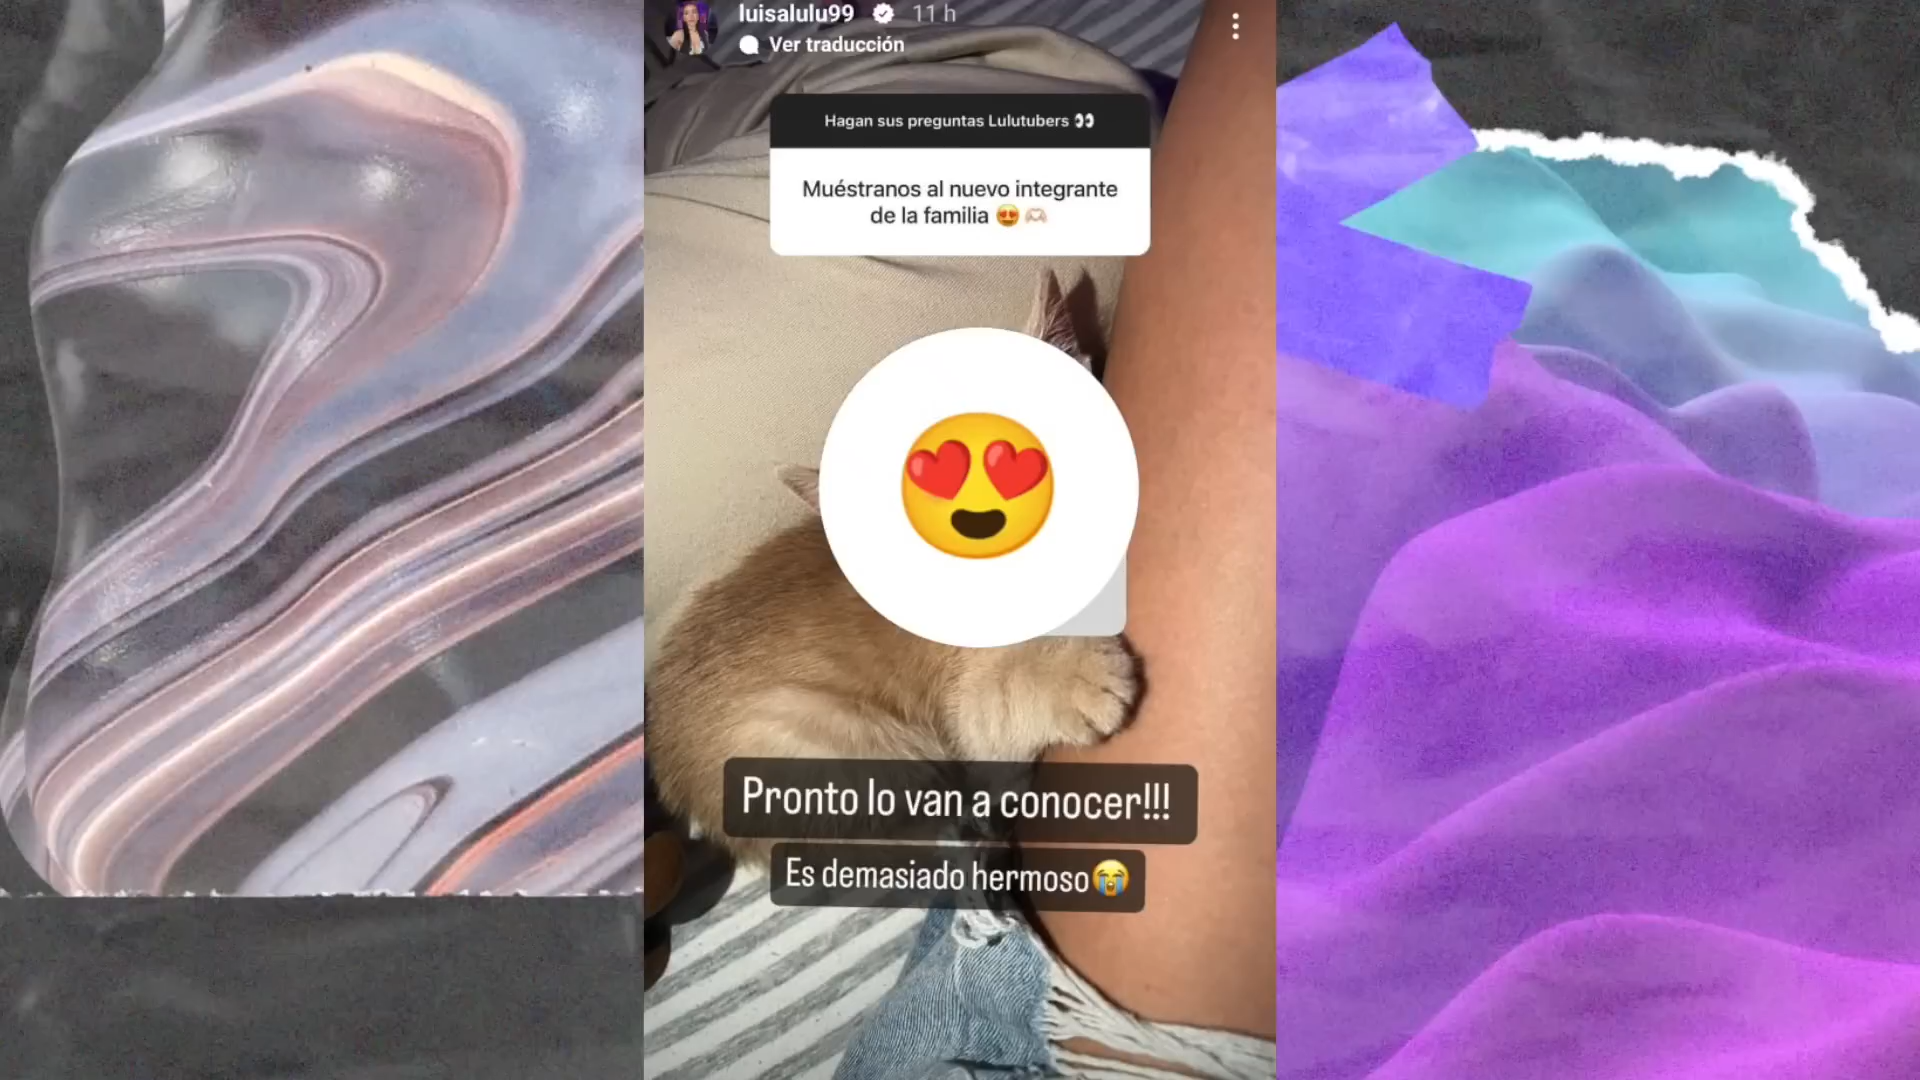 luisalulu99 11 h
Ver traducción
Hagan sus preguntas Lulutubers 👀
Muéstranos al nuevo integrante
de la familia 😍🫶🏻
Pronto lo van a conocer!!!
Es demasiado hermoso😭